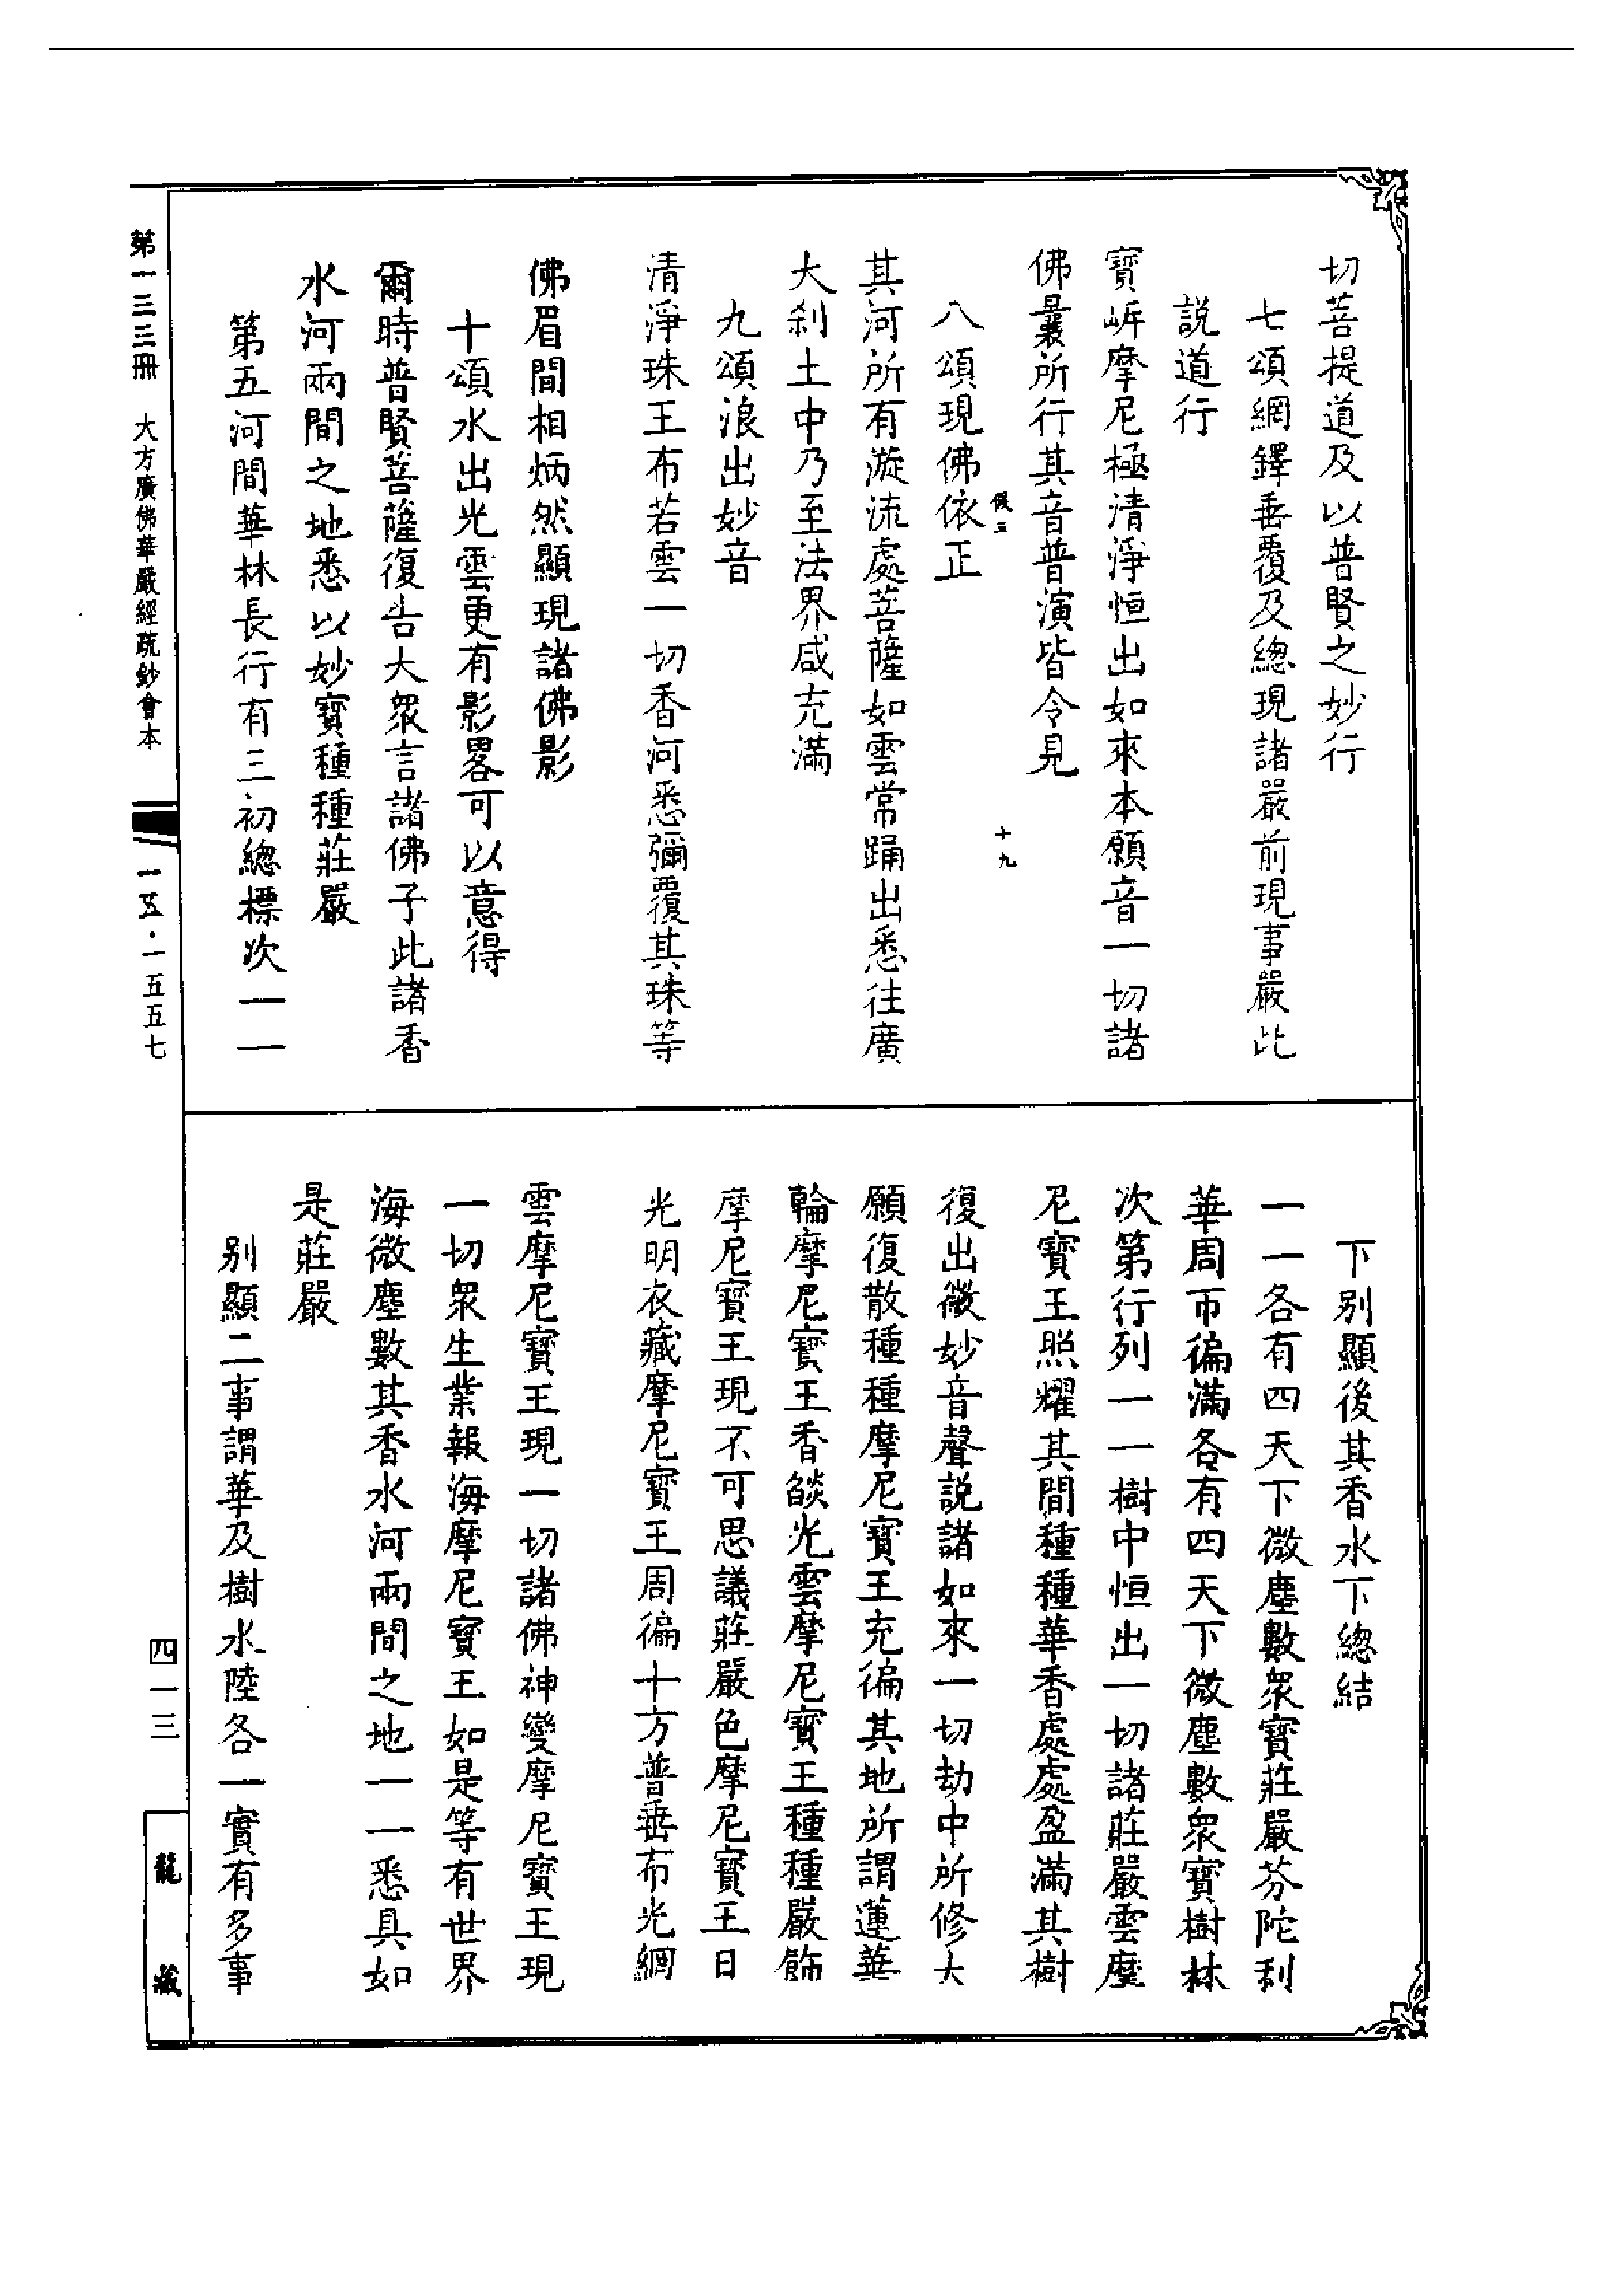 切菩提道及以普賢之妙行
七頌網鐸垂覆及總現諸嚴前現事嚴此
説道行
寶㟁摩尼極清淨恒出如來本願音一切諸
佛曩所行其音普演皆令見
十九
八頌現佛依正
其河所有漩流處菩薩如雲常踊出悉往廣
大刹土中乃至法界咸充滿
九頌浪出妙音
清淨珠王布若雲一切香河悉彌覆其珠等
佛眉間相炳然顯現諸佛影
十頌水出光雲更有影畧可以意得
爾時普賢菩薩復告大衆言諸佛子此諸香
水河兩間之地悉以妙寶種種莊嚴
第五河間華林長行有三初總標次一一
下别顯後其香水下總結
一一各有四天下微塵數衆寶莊嚴芬陀利
華周帀徧滿各有四天下微塵數衆寶樹林
次第行列一一樹中恒出一切諸莊嚴雲摩
尼寶王照耀其間種種華香處處盈滿其樹
復出微妙音聲説諸如來一切劫中所修大
願復散種種摩尼寶王充徧其地所謂蓮華
輪摩尼寶王香燄光雲摩尼寶王種種嚴飾
摩尼寶王現不可思議莊嚴色摩尼寶王日
光明衣藏摩尼寶王周徧十方普垂布光網
雲摩尼寶王現一切諸佛神變摩尼寶王現
一切衆生業報海摩尼寶王如是等有世界
海微塵數其香水河兩間之地一一悉具如
是莊嚴
别顯二事謂華及樹水陸各一實有多事
第一三三冊 大方廣佛華嚴經疏鈔會本
一五·一五五七
四一三
龍藏